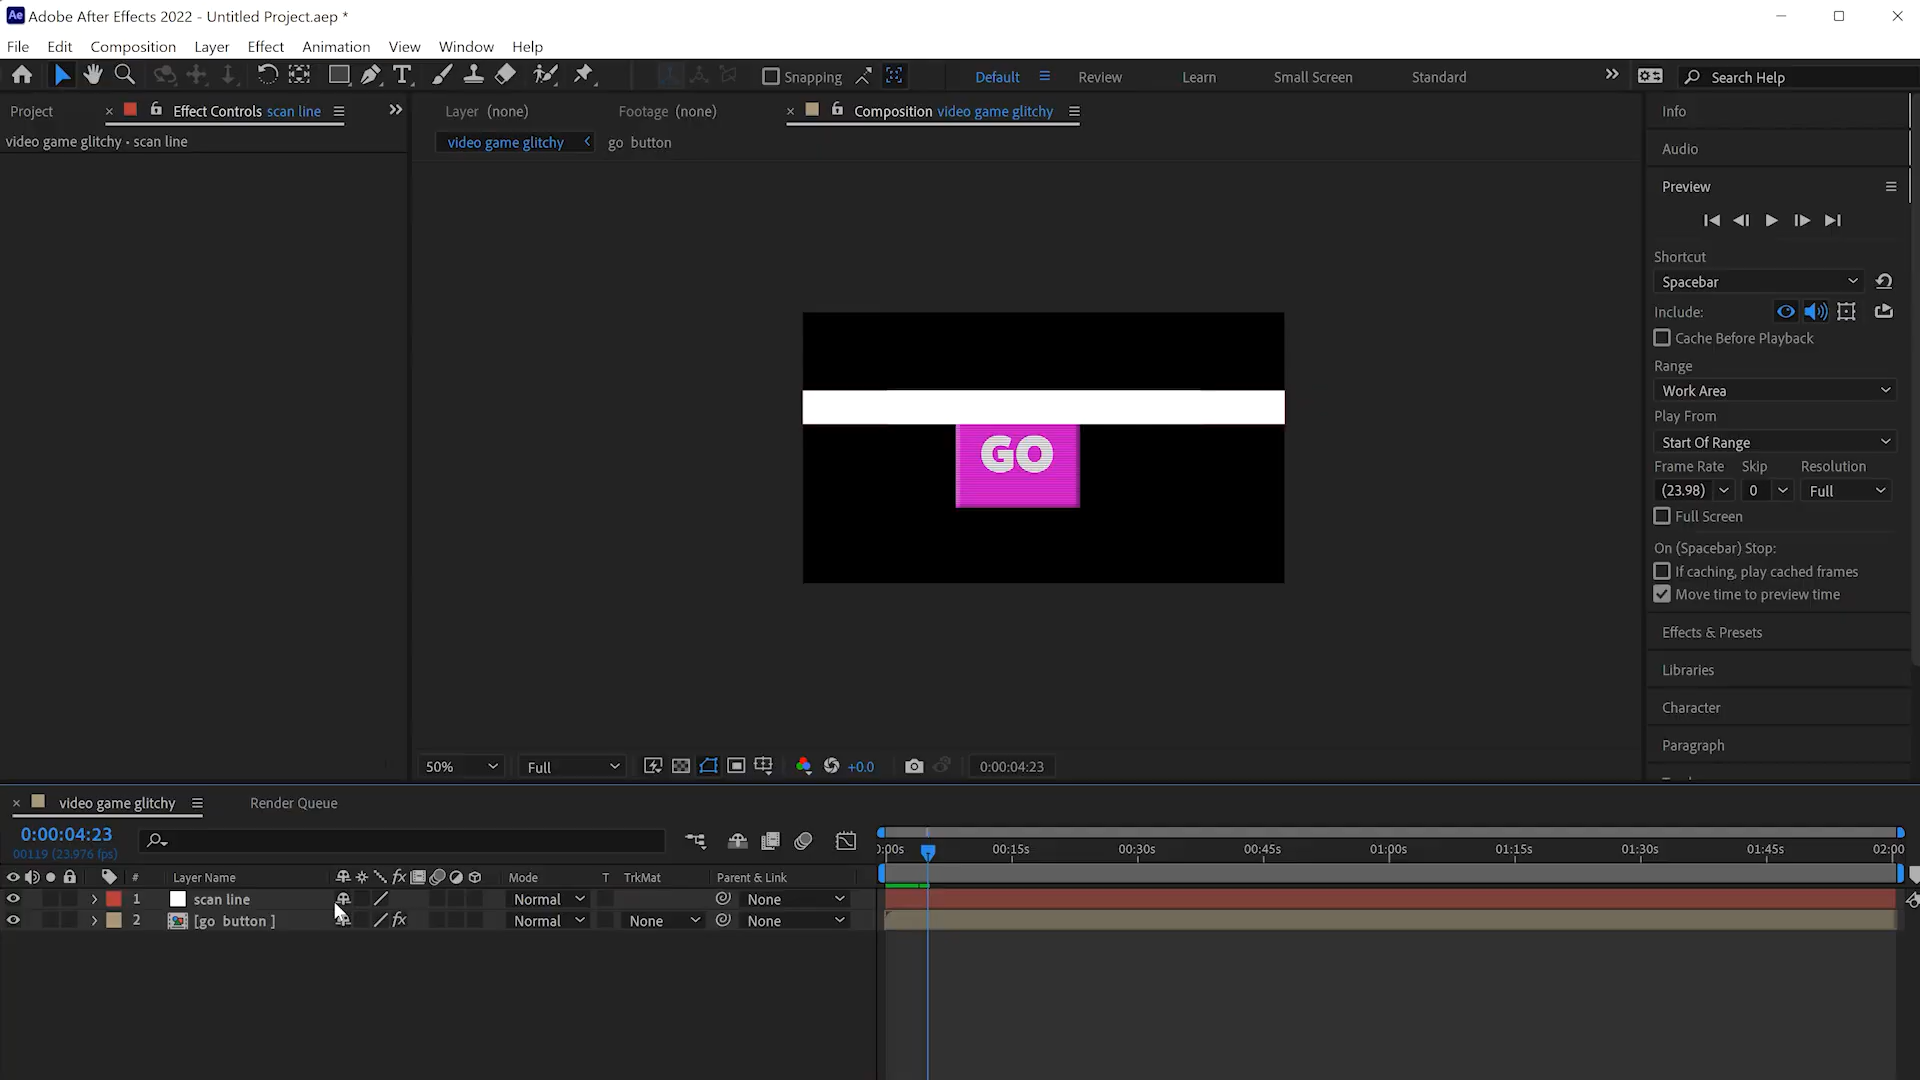 Ae Adobe After Effects 2022 - Untitled Project.aep *
File Edit Composition Layer Effect Animation View Window Help
Snapping Default Review Learn Small Screen Standard Search Help
Project × Effect Controls scan line Layer (none) Footage (none) × Composition video game glitchy Info
video game glitchy • scan line
video game glitchy go button
Audio
Preview
Shortcut
Spacebar
Include:
Cache Before Playback
Range
Work Area
Play From
Start Of Range
Frame Rate Skip Resolution
(23.98) 0 Full
Full Screen
On (Spacebar) Stop:
If caching, play cached frames
Move time to preview time
Effects & Presets
Libraries
Character
Paragraph
GO
50% Full +0.0 0:00:04:23
× video game glitchy Render Queue
0:00:04:23
00119 (23.976 fps)
0:00s 00:15s 00:30s 00:45s 01:00s 01:15s 01:30s 01:45s 02:00
# Layer Name fx Mode T TrkMat Parent & Link
1 scan line Normal None
2 [go button ] fx Normal None None